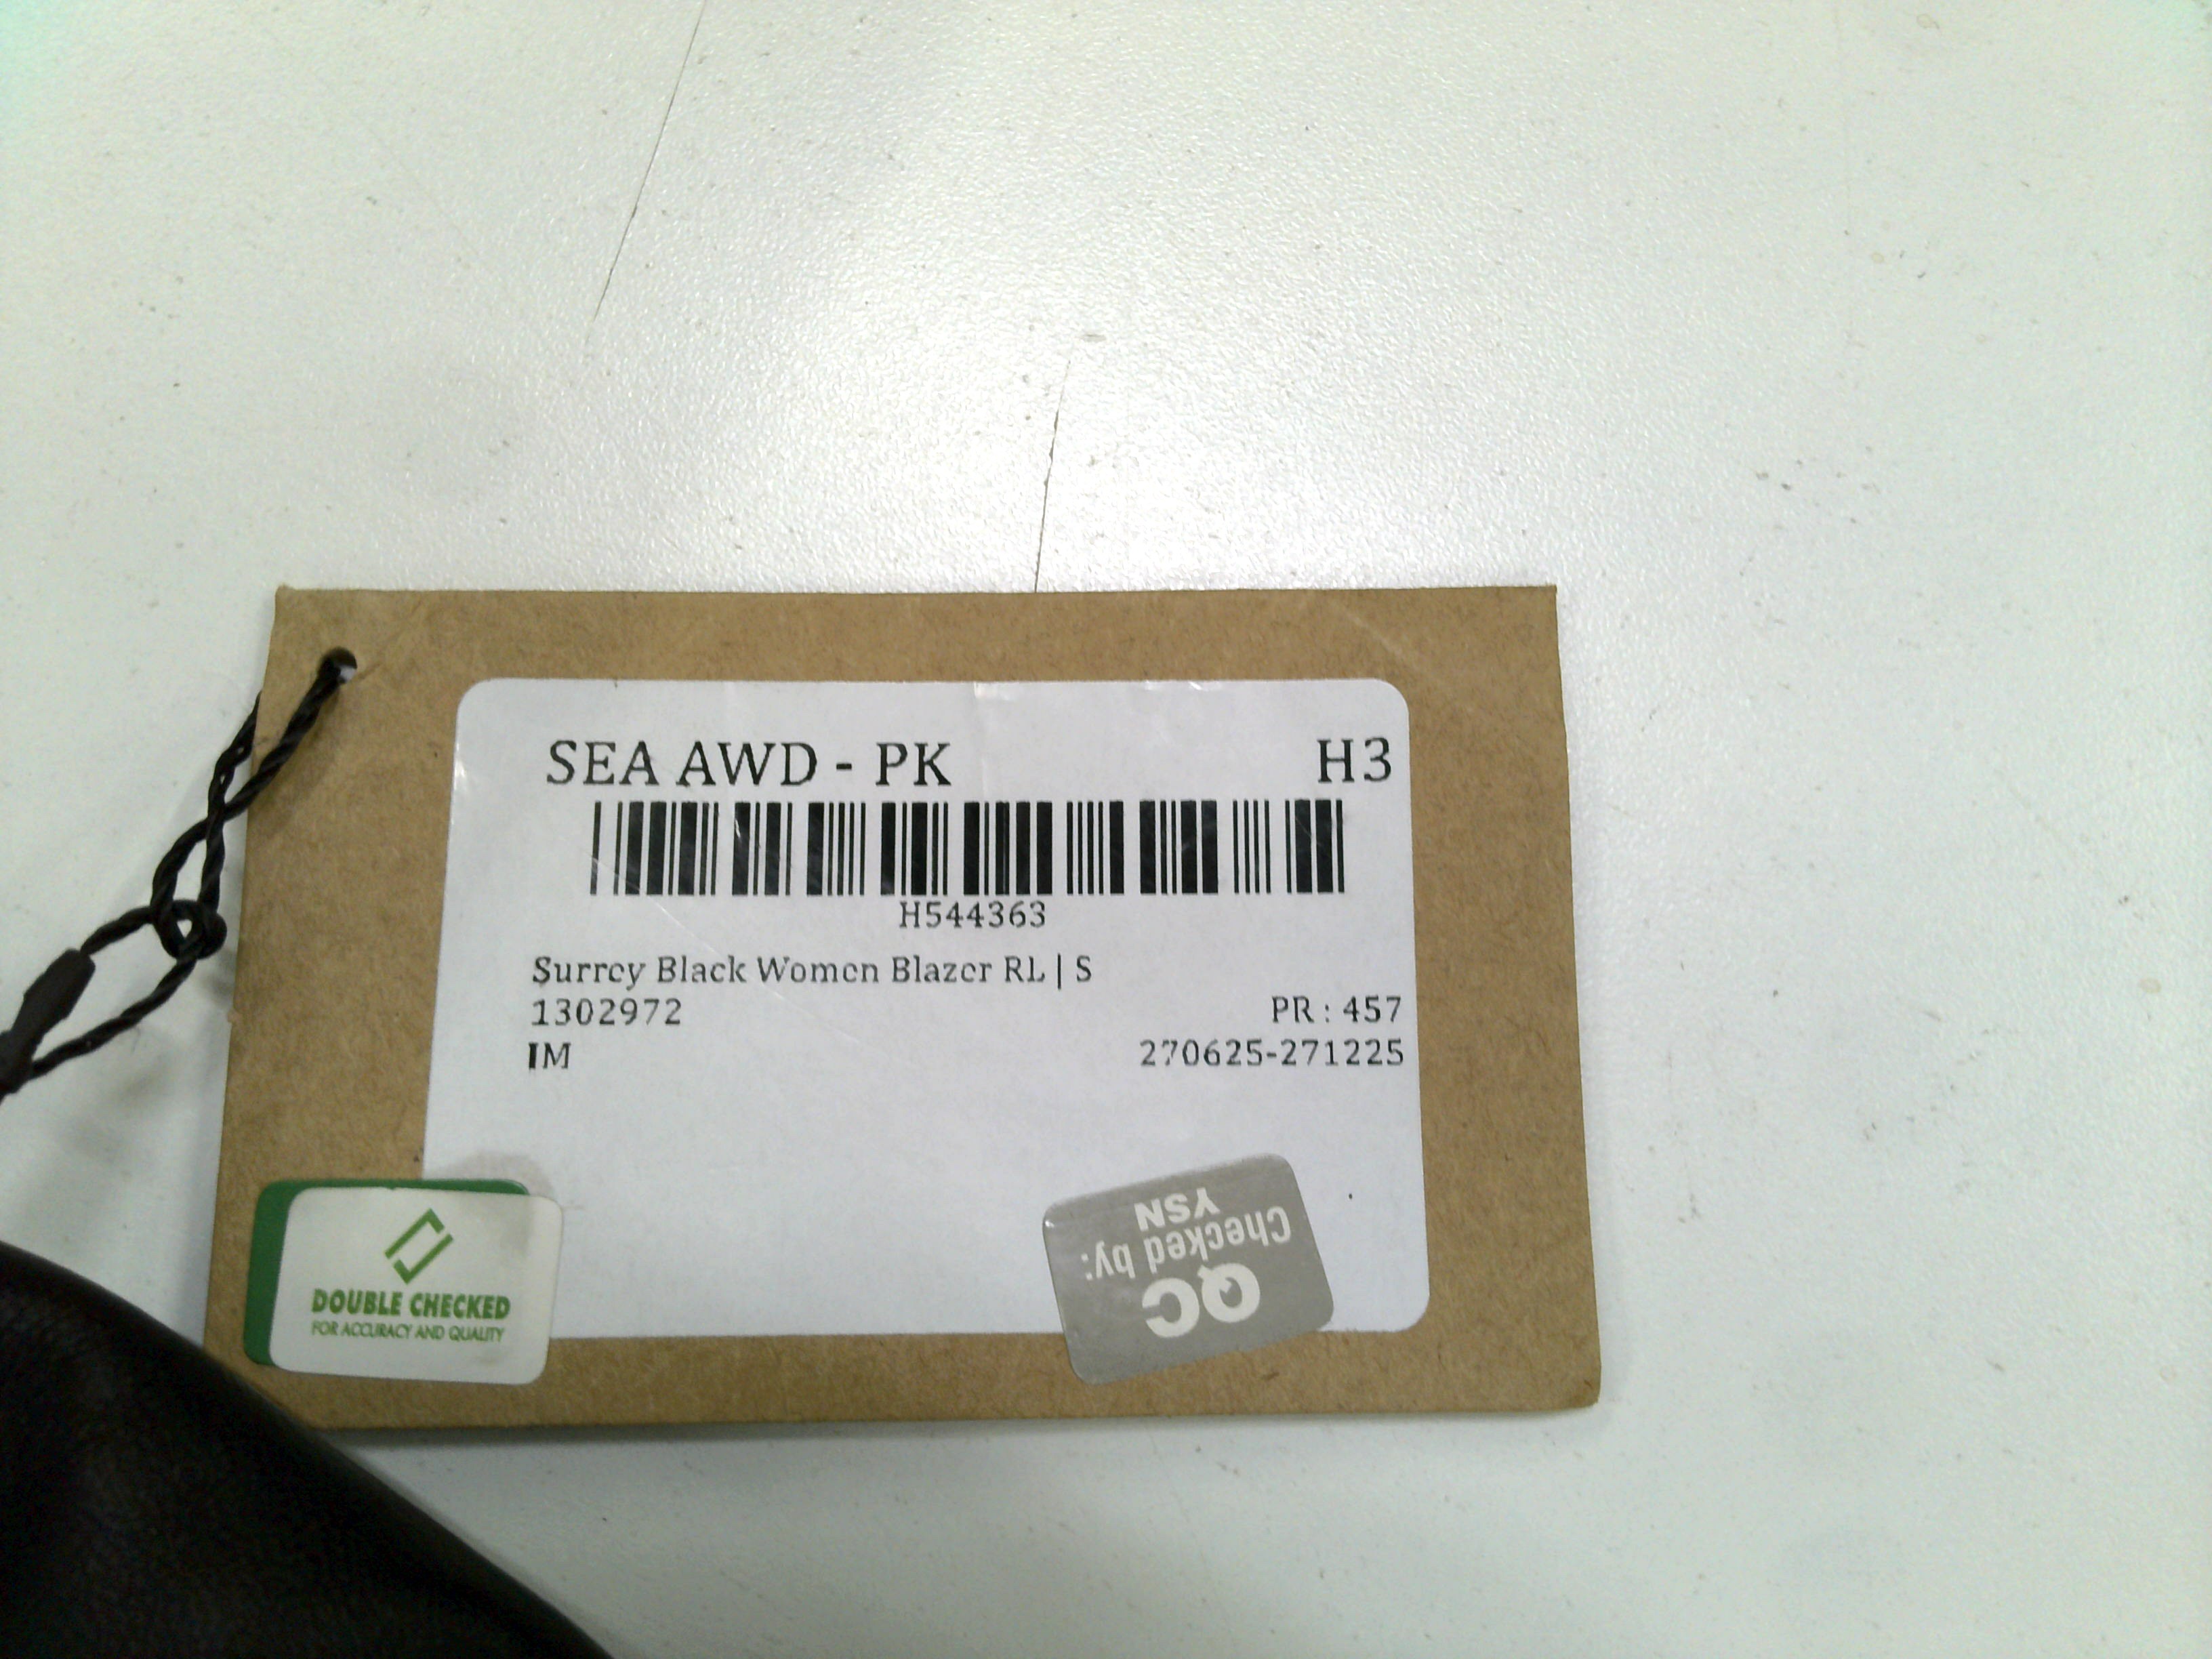 SEA AWD - PK H3
H544363
Surrey Black Women Blazer RL | S
1302972 PR : 457
IM 270625-271225
DOUBLE CHECKED
FOR ACCURACY AND QUALITY
QC
Checked by:
YSN